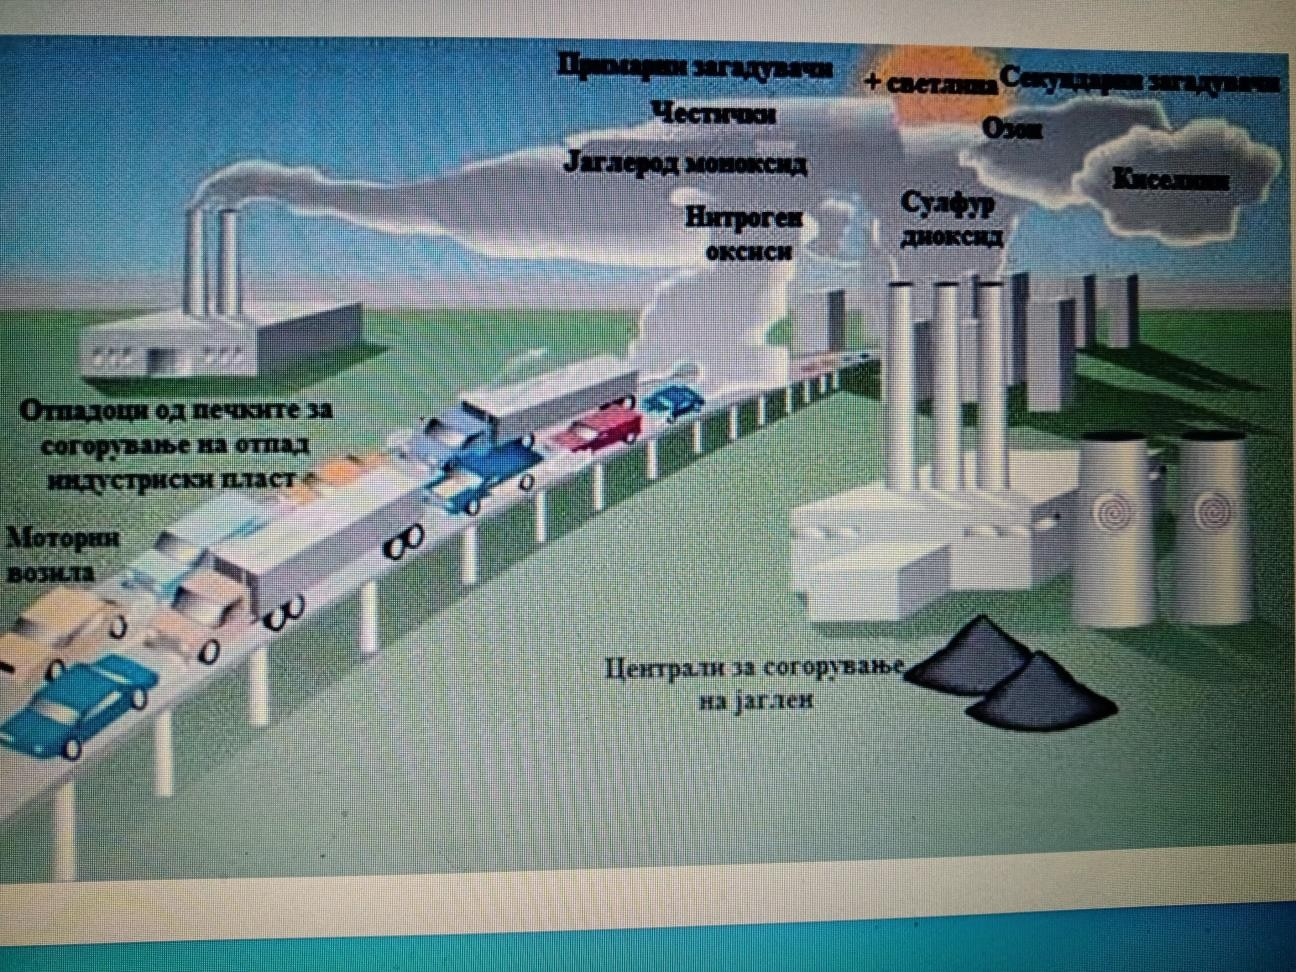 Примарни загадувачи
+ светлина
Секундарни загадувачи
Честички
Озон
Јаглерод моноксид
Киселини
Нитроген
оксиси
Сулфур
диоксид
Отпадоци од печките за
согорување на отпад
индустриски пласт
Моторни
возила
Централи за согорување
на јаглен